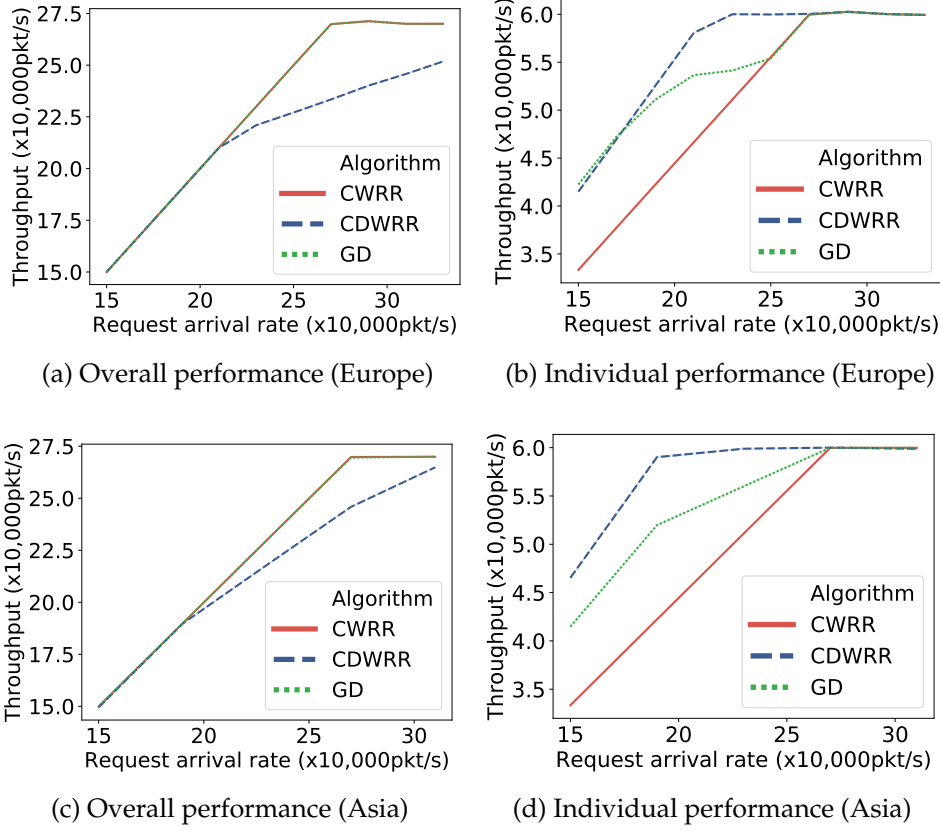 Throughput (x10,000pkt/s)
27.5
25.0
22.5
20.0
17.5
15.0
Algorithm
CWRR
CDWRR
GD
15 20 25 30
Request arrival rate (x10,000pkt/s)
(a) Overall performance (Europe)
Throughput (x10,000pkt/s)
6.0
5.5
5.0
4.5
4.0
3.5
Algorithm
CWRR
CDWRR
GD
15 20 25 30
Request arrival rate (x10,000pkt/s)
(b) Individual performance (Europe)
Throughput (x10,000pkt/s)
27.5
25.0
22.5
20.0
17.5
15.0
Algorithm
CWRR
CDWRR
GD
15 20 25 30
Request arrival rate (x10,000pkt/s)
(c) Overall performance (Asia)
Throughput (x10,000pkt/s)
6.0
5.5
5.0
4.5
4.0
3.5
Algorithm
CWRR
CDWRR
GD
15 20 25 30
Request arrival rate (x10,000pkt/s)
(d) Individual performance (Asia)